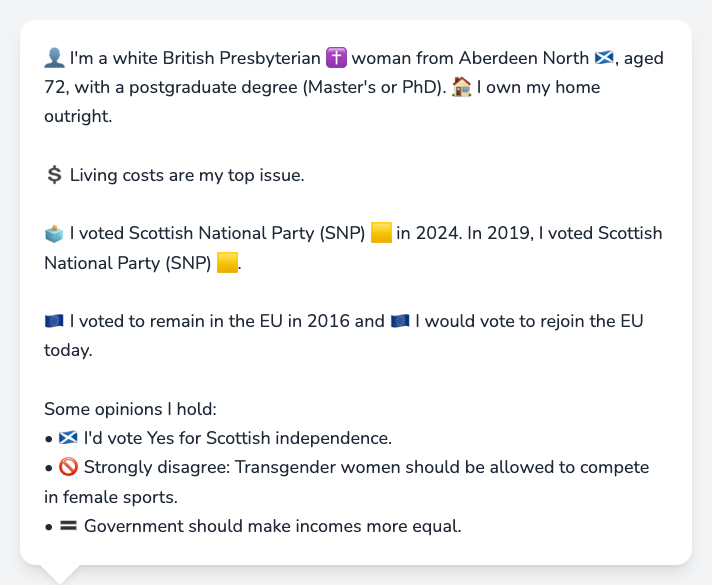 👤 I'm a white British Presbyterian ✝️ woman from Aberdeen North 🏴󠁧󠁢󠁳󠁣󠁴󠁿, aged
72, with a postgraduate degree (Master's or PhD). 🏠 I own my home
outright.
💲 Living costs are my top issue.
🗳️ I voted Scottish National Party (SNP) 🟨 in 2024. In 2019, I voted Scottish
National Party (SNP) 🟨.
🇪🇺 I voted to remain in the EU in 2016 and 🇪🇺 I would vote to rejoin the EU
today.
Some opinions I hold:
• 🏴󠁧󠁢󠁳󠁣󠁴󠁿 I'd vote Yes for Scottish independence.
• 🚫 Strongly disagree: Transgender women should be allowed to compete
in female sports.
• 🟰 Government should make incomes more equal.